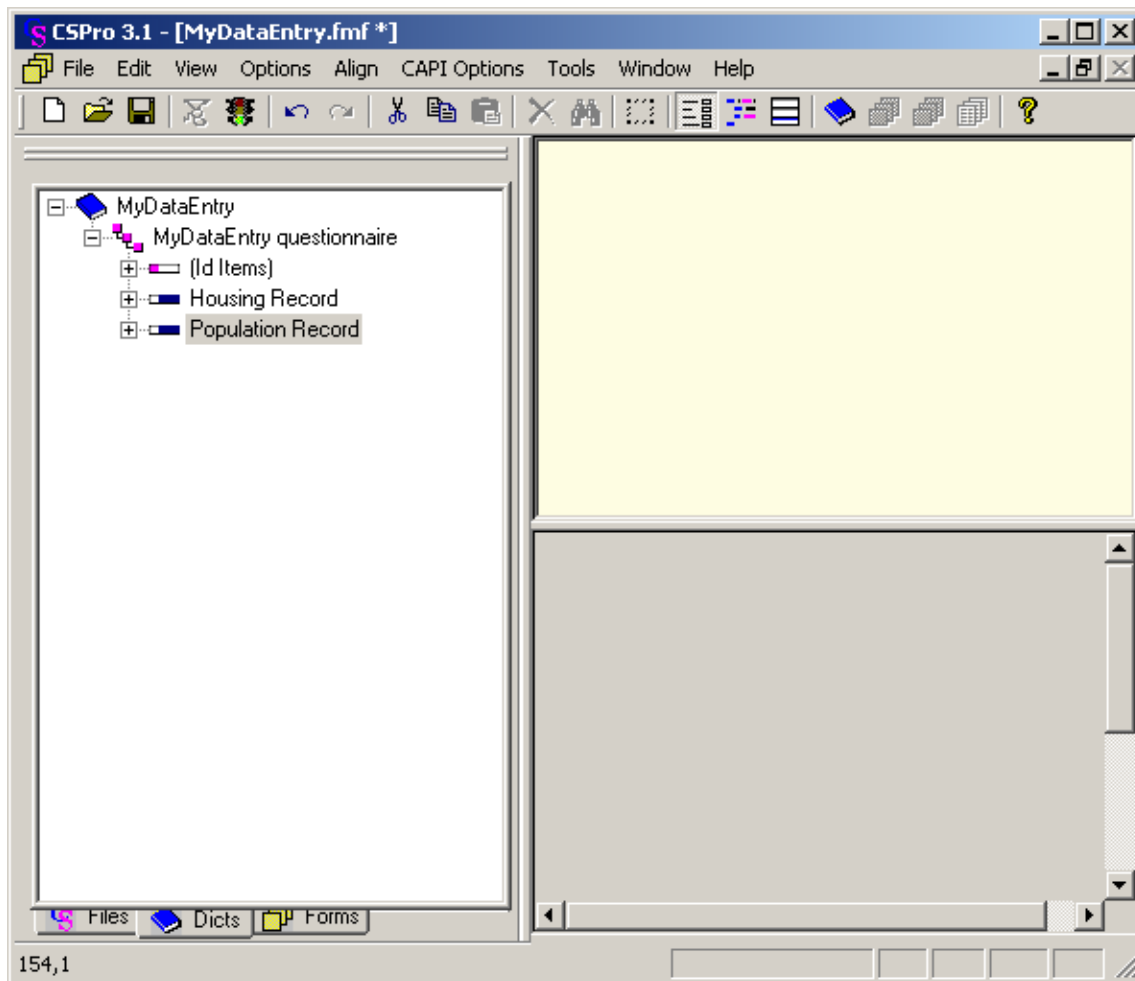 CSPro 3.1 - [MyDataEntry.fmf *]
File Edit View Options Align CAPI Options Tools Window Help
MyDataEntry
MyDataEntry questionnaire
(Id Items)
Housing Record
Population Record
Files Dicts Forms
154,1